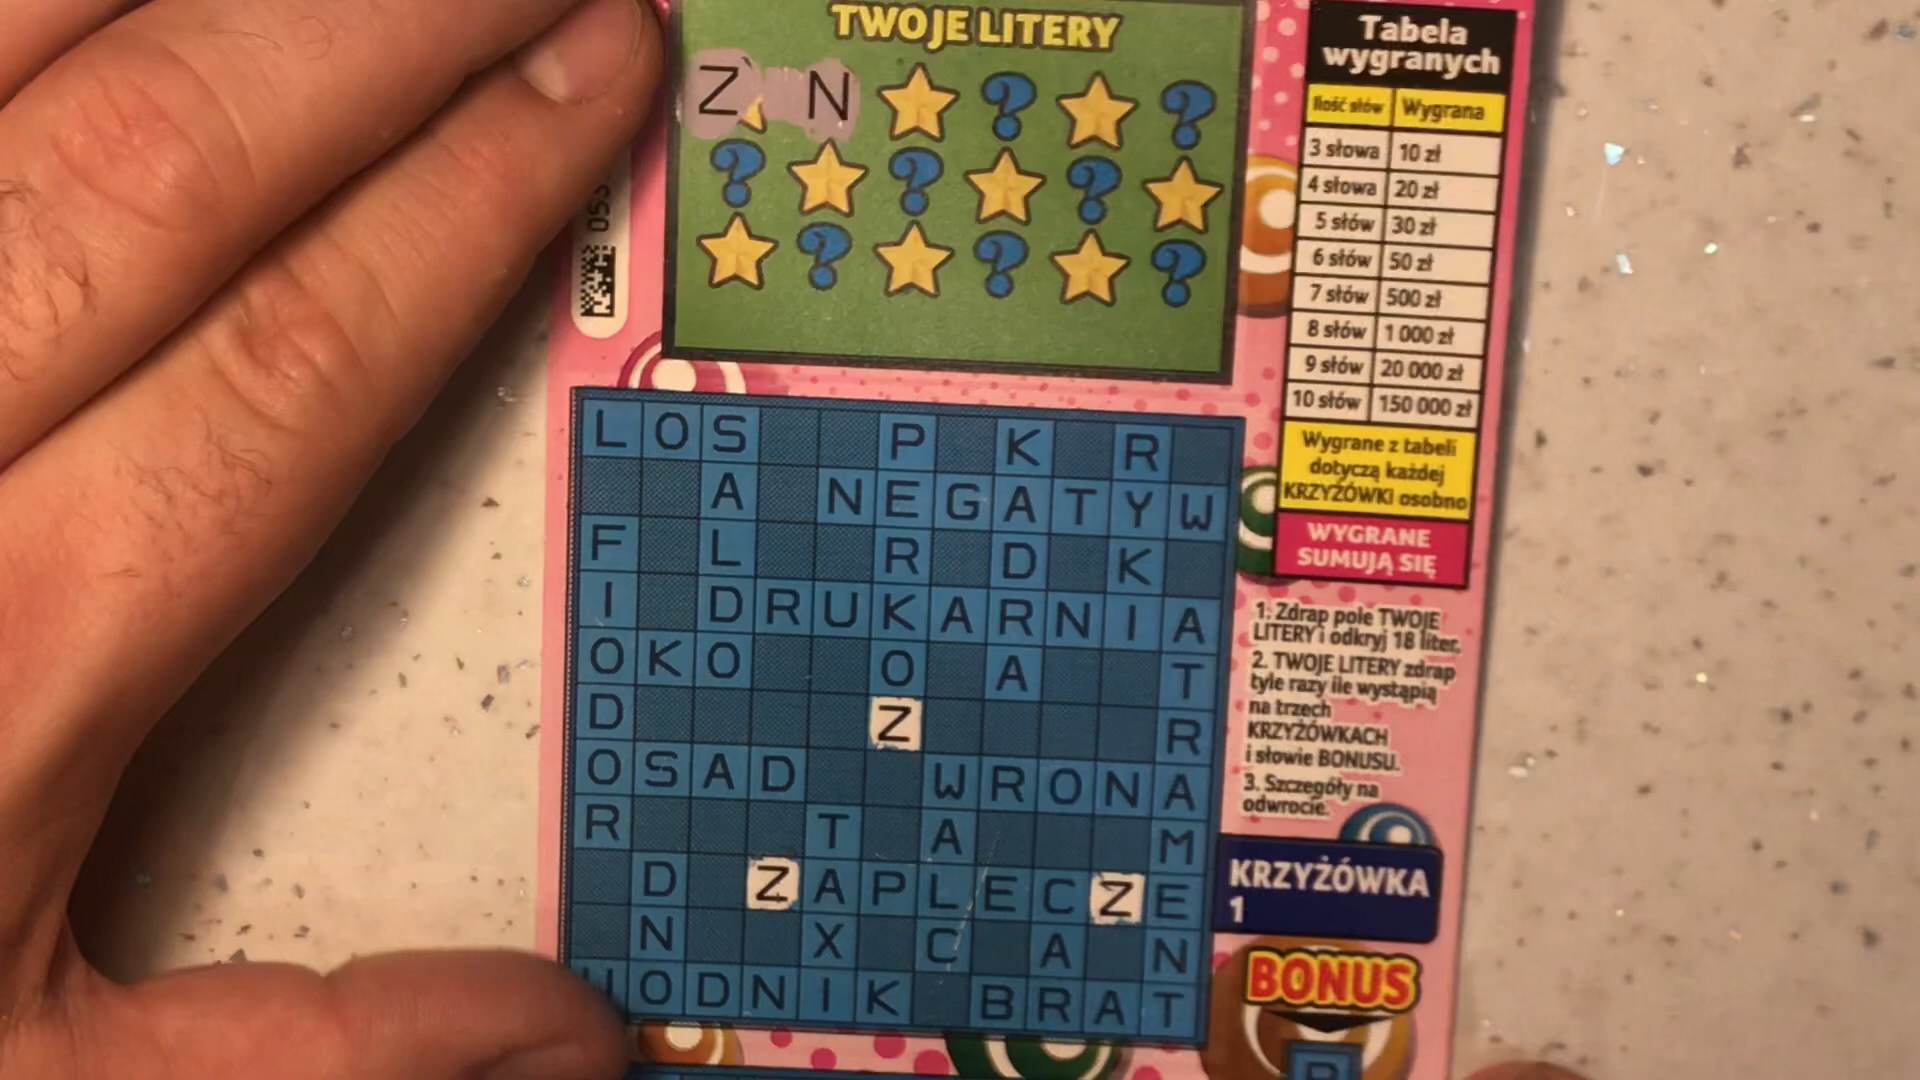 TWOJE LITERY
Z N
Tabela
wygranych
Ilość słów Wygrana
3 słowa 10 zł
4 słowa 20 zł
5 słów 30 zł
6 słów 50 zł
7 słów 500 zł
8 słów 1 000 zł
9 słów 20 000 zł
10 słów 150 000 zł
Wygrane z tabeli
dotyczą każdej
KRZYŻÓWKI osobno
WYGRANE
SUMUJĄ SIĘ
L O S P K R
A N E G A T Y W
F L R D K
I D R U K A R N I A
O K O O A T
D Z R
O S A D W R O N A
R T A M
D Z A P L E C Z E
N X C A N
O D N I K B R A T
1. Zdrap pole TWOJE
LITERY i odkryj 18 liter.
2. TWOJE LITERY zdrap
tyle razy ile wystąpią
na trzech
KRZYŻÓWKACH
i słowie BONUSU.
3. Szczegóły na
odwrocie.
KRZYŻÓWKA
1
BONUS